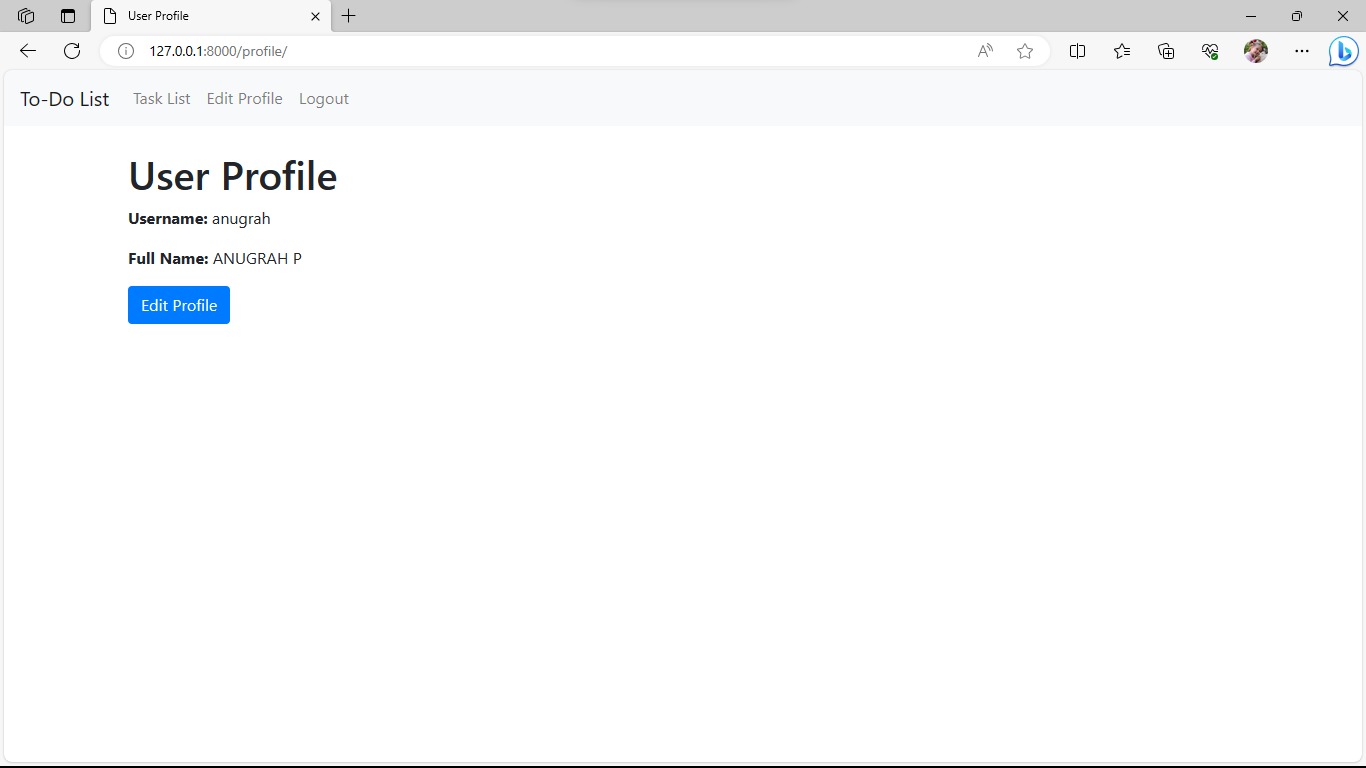 User Profile
127.0.0.1:8000/profile/
To-Do List Task List Edit Profile Logout
User Profile
Username: anugrah
Full Name: ANUGRAH P
Edit Profile